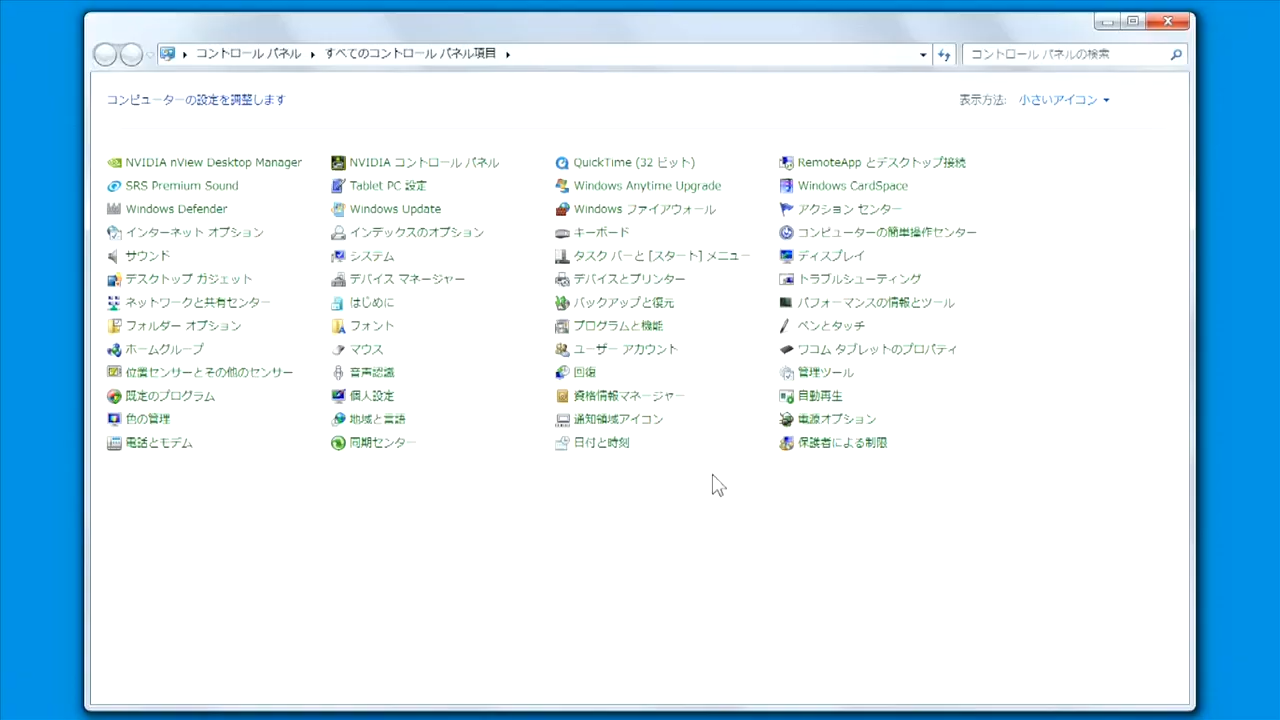 コントロール パネル ▸ すべてのコントロール パネル項目 ▸ コントロール パネルの検索
コンピューターの設定を調整します 表示方法: 小さいアイコン
NVIDIA nView Desktop Manager NVIDIA コントロール パネル QuickTime (32 ビット) RemoteApp とデスクトップ接続
SRS Premium Sound Tablet PC 設定 Windows Anytime Upgrade Windows CardSpace
Windows Defender Windows Update Windows ファイアウォール アクション センター
インターネット オプション インデックスのオプション キーボード コンピューターの簡単操作センター
サウンド システム タスク バーと [スタート] メニュー ディスプレイ
デスクトップ ガジェット デバイス マネージャー デバイスとプリンター トラブルシューティング
ネットワークと共有センター はじめに バックアップと復元 パフォーマンスの情報とツール
フォルダー オプション フォント プログラムと機能 ペンとタッチ
ホームグループ マウス ユーザー アカウント ワコム タブレットのプロパティ
位置センサーとその他のセンサー 音声認識 回復 管理ツール
既定のプログラム 個人設定 資格情報マネージャー 自動再生
色の管理 地域と言語 通知領域アイコン 電源オプション
電話とモデム 同期センター 日付と時刻 保護者による制限